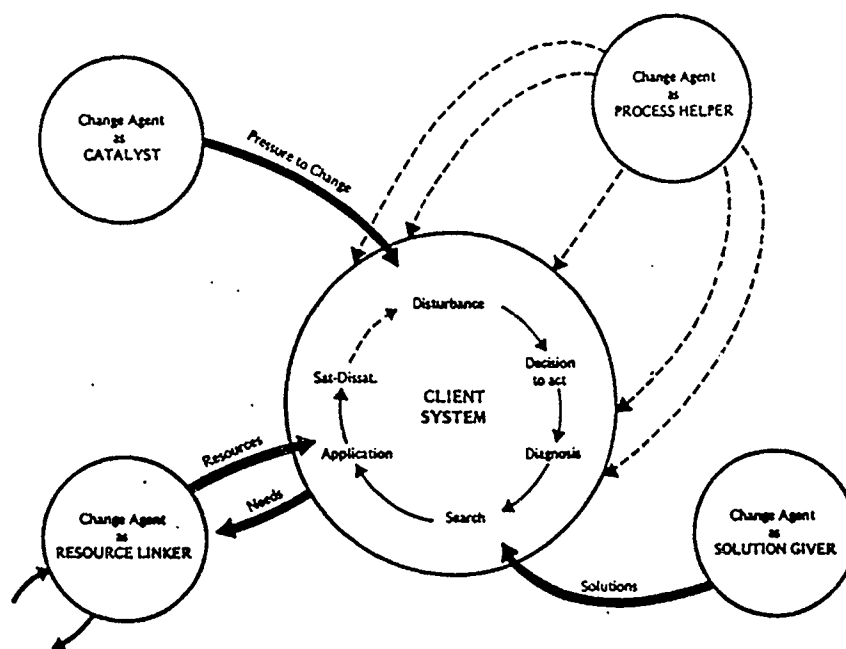 Change Agent
as
CATALYST
Change Agent
as
PROCESS HELPER
Pressure to Change
Disturbance
Decision
to act
Sat-Dissat.
CLIENT
SYSTEM
Diagnosis
Application
Search
Resources
Needs
Change Agent
as
RESOURCE LINKER
Change Agent
as
SOLUTION GIVER
Solutions